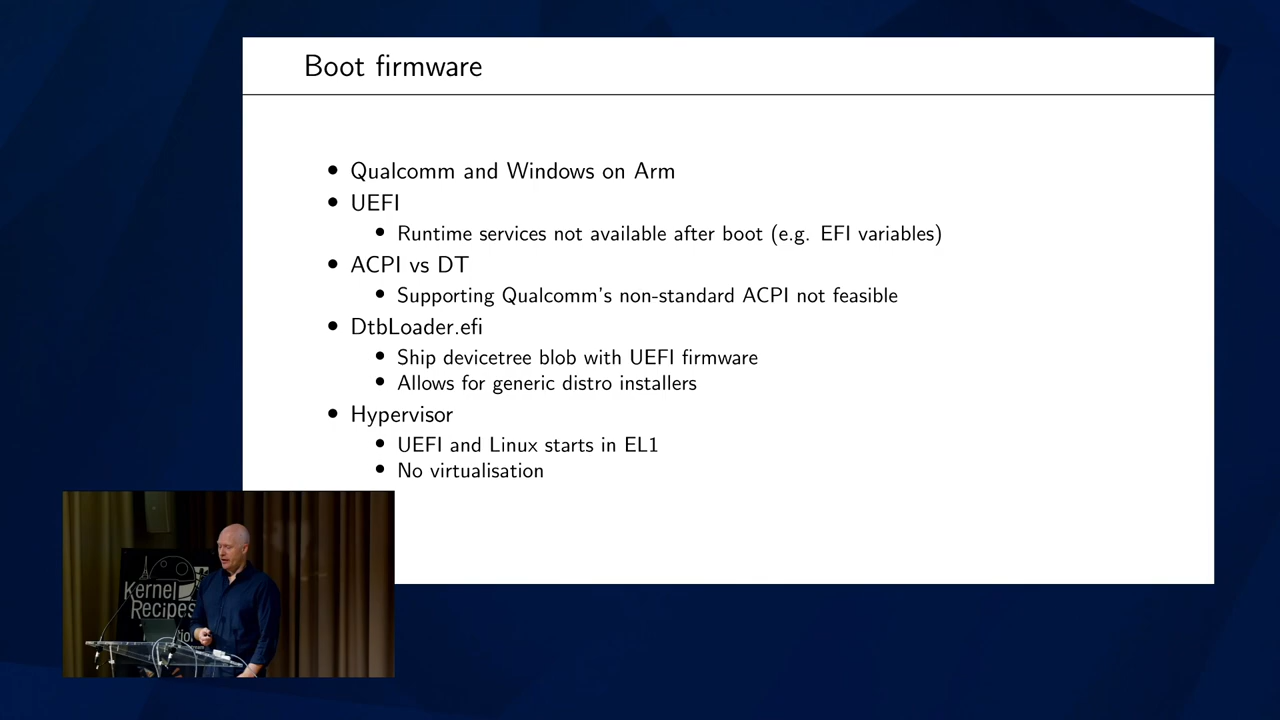 Boot firmware
• Qualcomm and Windows on Arm
• UEFI
• Runtime services not available after boot (e.g. EFI variables)
• ACPI vs DT
• Supporting Qualcomm's non-standard ACPI not feasible
• DtbLoader.efi
• Ship devicetree blob with UEFI firmware
• Allows for generic distro installers
• Hypervisor
• UEFI and Linux starts in EL1
• No virtualisation
Kernel
Recipes